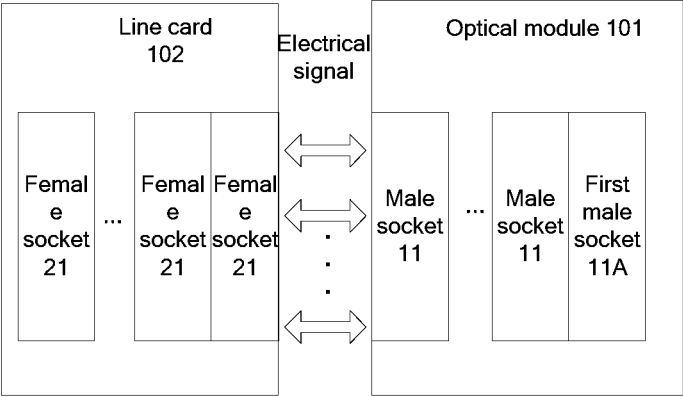 Line card
102
Electrical
signal
Optical module 101
Femal
e
socket
21
...
Femal
e
socket
21
Femal
e
socket
21
Male
socket
11
...
Male
socket
11
First
male
socket
11A